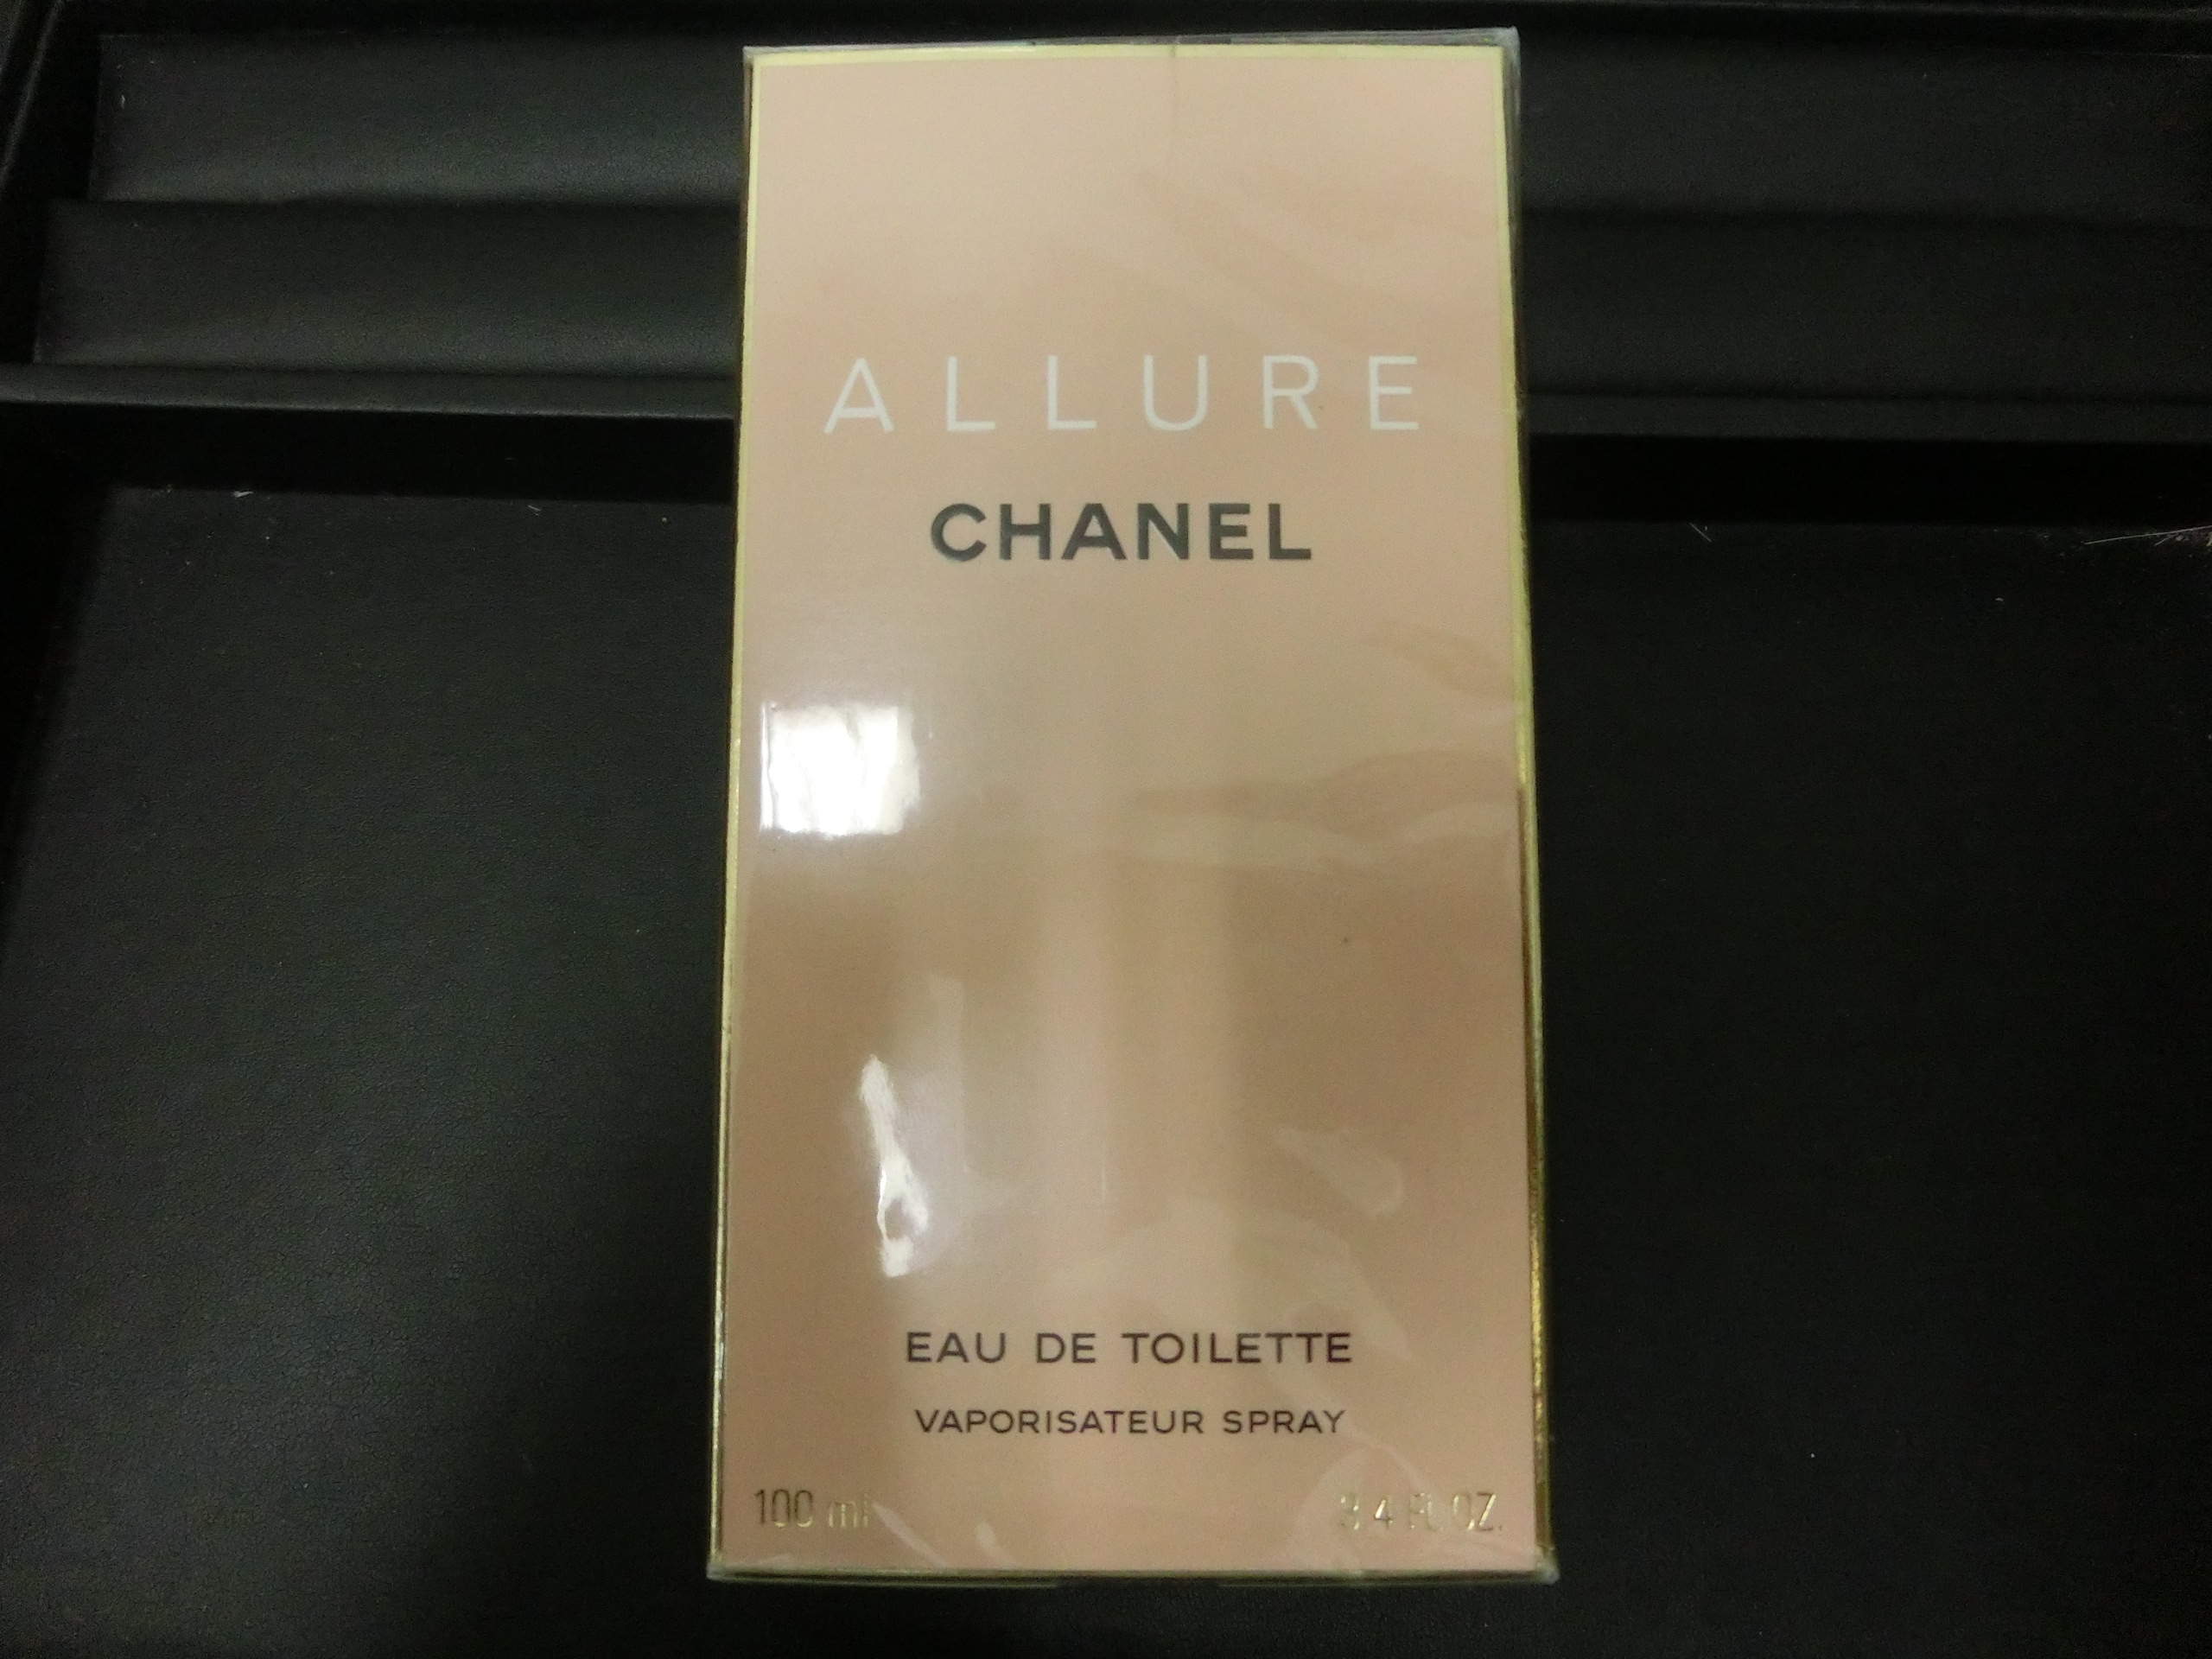 ALLURE
CHANEL
EAU DE TOILETTE
VAPORISATEUR SPRAY
100 ml 3.4 FL. OZ.